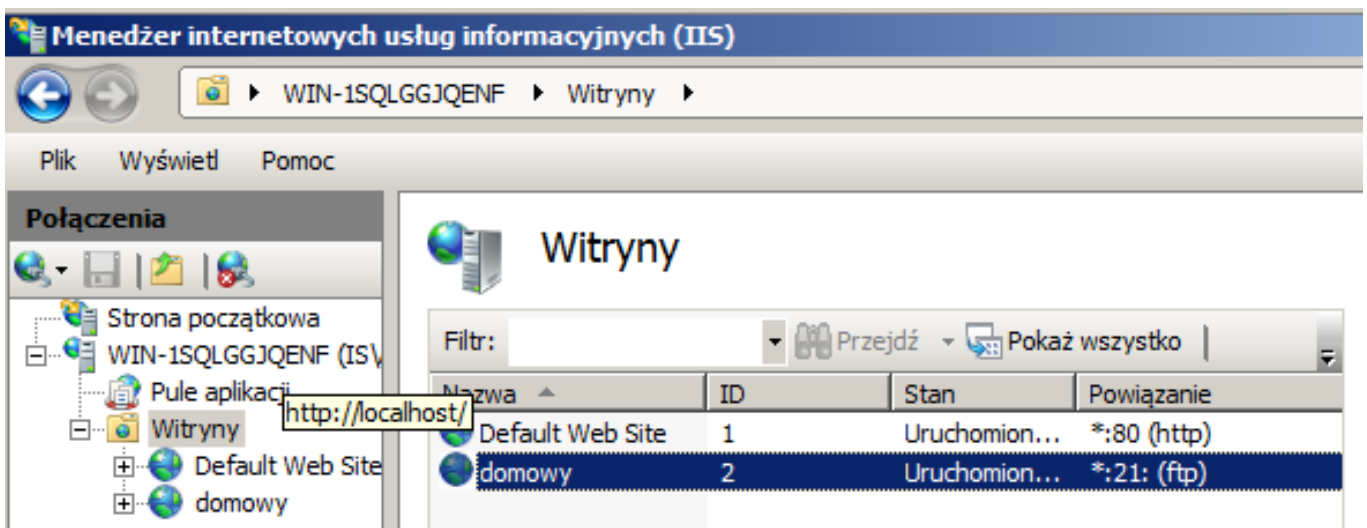 Menedżer internetowych usług informacyjnych (IIS)
WIN-1SQLGGJQENF Witryny
Plik Wyświetl Pomoc
Połączenia
Strona początkowa
WIN-1SQLGGJQENF (IS\
Pule aplikacji
http://localhost/
Witryny
Default Web Site
domowy
Witryny
Filtr: Przejdź Pokaż wszystko
Nazwa ID Stan Powiązanie
Default Web Site 1 Uruchomion... *:80 (http)
domowy 2 Uruchomion... *:21: (ftp)